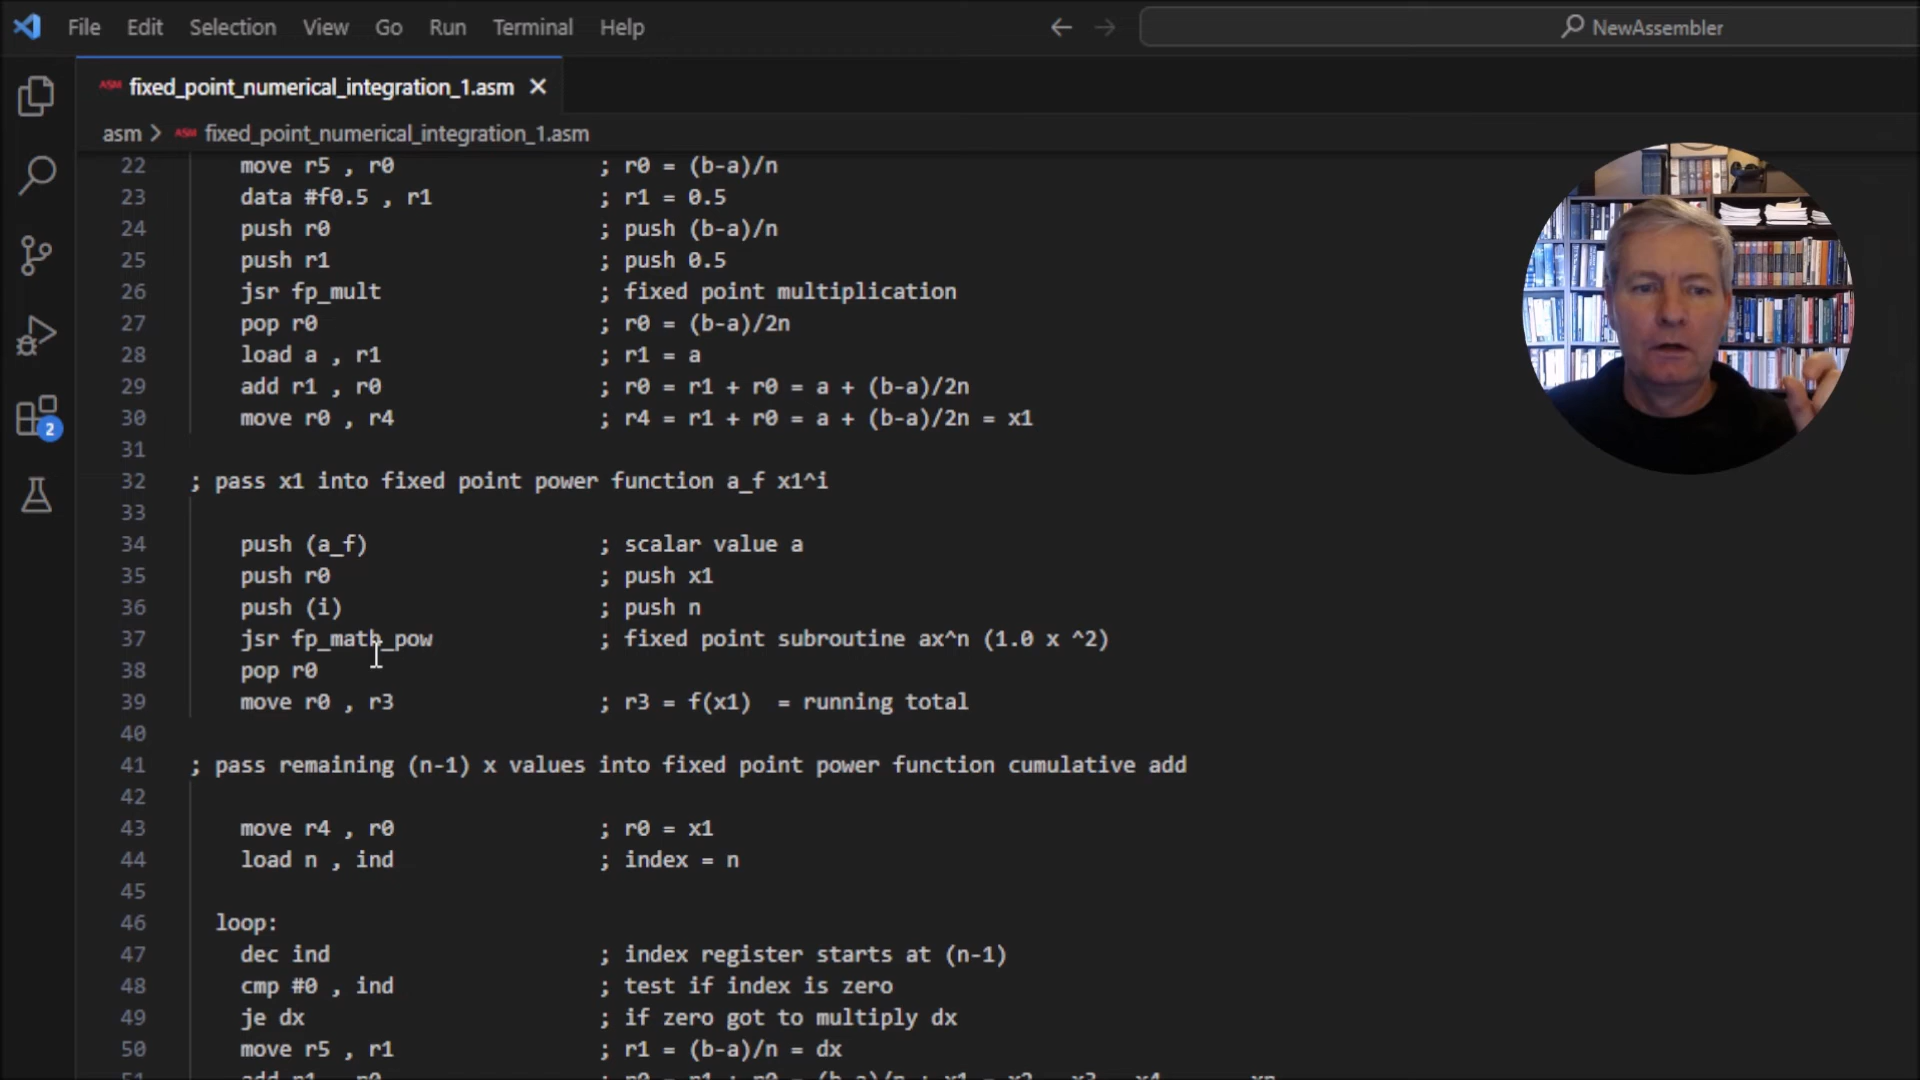 File Edit Selection View Go Run Terminal Help NewAssembler
ASM fixed_point_numerical_integration_1.asm
asm > ASM fixed_point_numerical_integration_1.asm
22 move r5 , r0 ; r0 = (b-a)/n
23 data #f0.5 , r1 ; r1 = 0.5
24 push r0 ; push (b-a)/n
25 push r1 ; push 0.5
26 jsr fp_mult ; fixed point multiplication
27 pop r0 ; r0 = (b-a)/2n
28 load a , r1 ; r1 = a
29 add r1 , r0 ; r0 = r1 + r0 = a + (b-a)/2n
30 move r0 , r4 ; r4 = r1 + r0 = a + (b-a)/2n = x1
31
32 ; pass x1 into fixed point power function a_f x1^i
33
34 push (a_f) ; scalar value a
35 push r0 ; push x1
36 push (i) ; push n
37 jsr fp_math_pow ; fixed point subroutine ax^n (1.0 x ^2)
38 pop r0
39 move r0 , r3 ; r3 = f(x1) = running total
40
41 ; pass remaining (n-1) x values into fixed point power function cumulative add
42
43 move r4 , r0 ; r0 = x1
44 load n , ind ; index = n
45
46 loop:
47 dec ind ; index register starts at (n-1)
48 cmp #0 , ind ; test if index is zero
49 je dx ; if zero got to multiply dx
50 move r5 , r1 ; r1 = (b-a)/n = dx
2